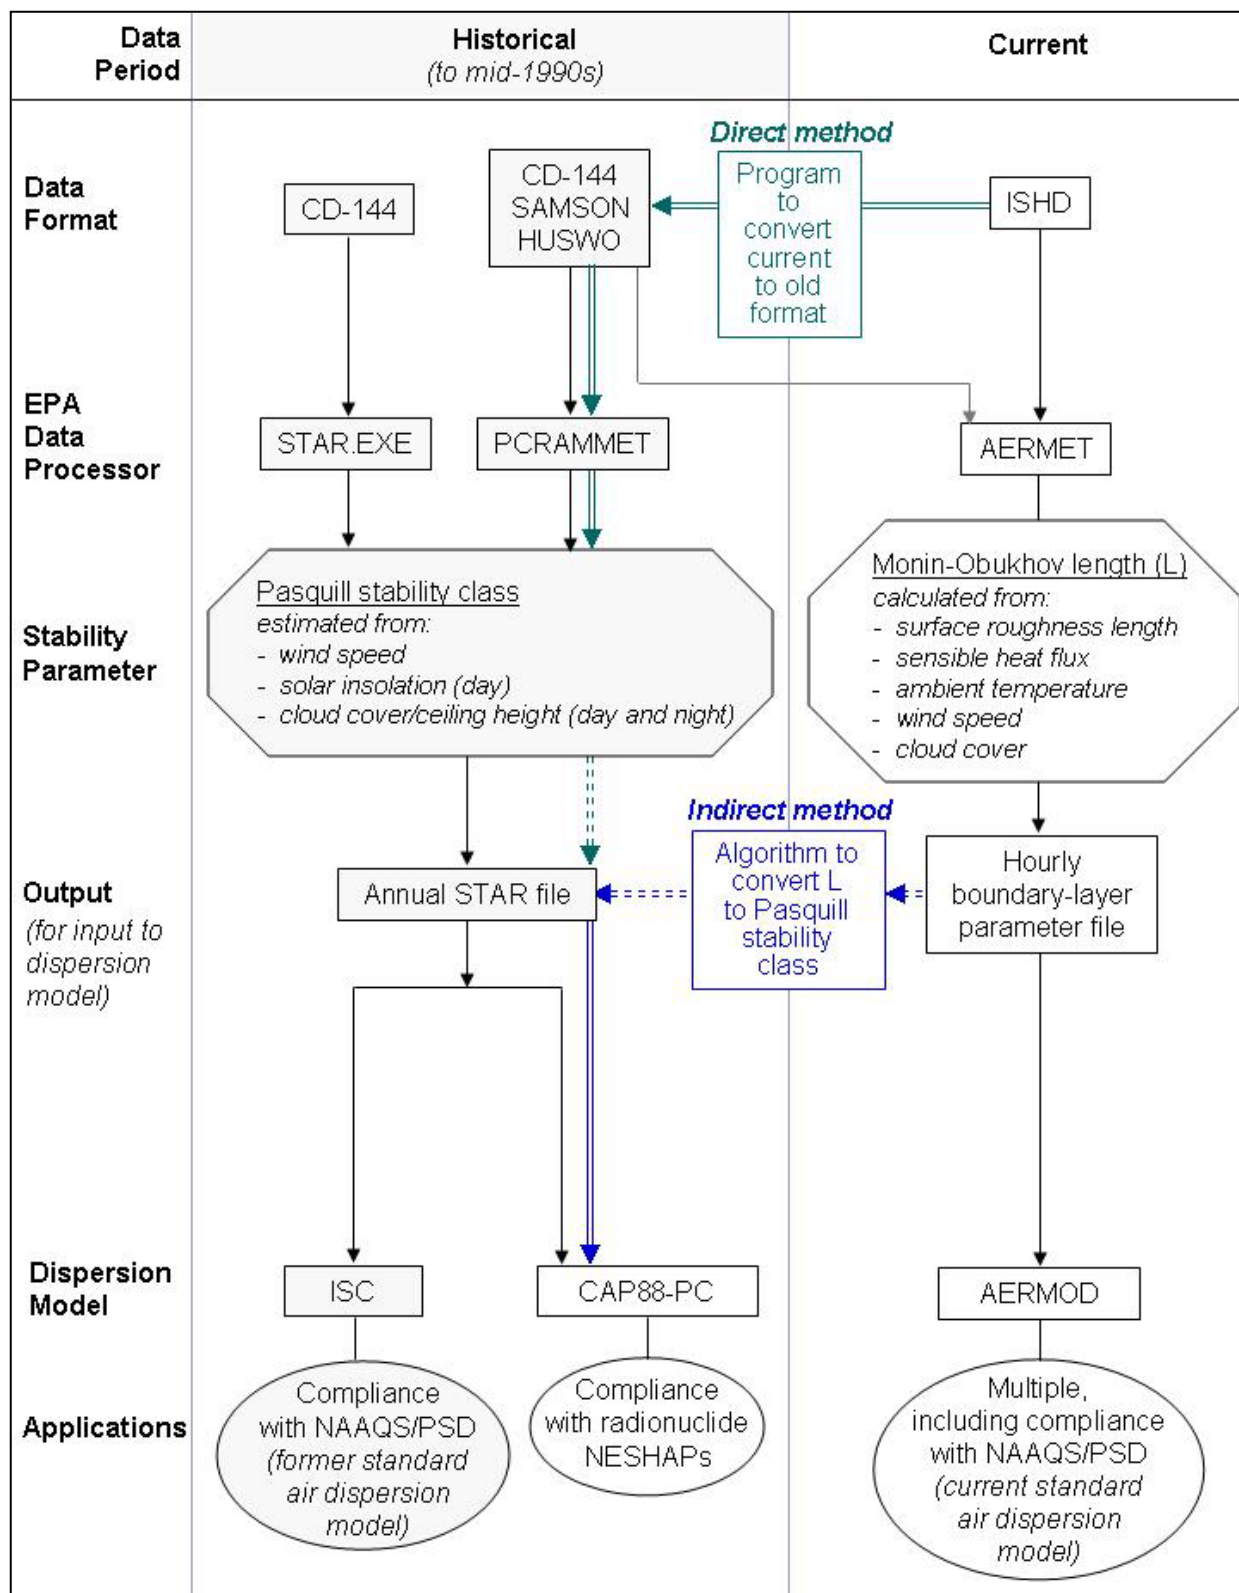 Data
Period
Historical
(to mid-1990s)
Current
Data
Format
CD-144
CD-144
SAMSON
HUSWO
Direct method
Program
to
convert
current
to old
format
ISHD
EPA
Data
Processor
STAR.EXE
PCRAMMET
AERMET
Stability
Parameter
Pasquill stability class
estimated from:
- wind speed
- solar insolation (day)
- cloud cover/ceiling height (day and night)
Monin-Obukhov length (L)
calculated from:
- surface roughness length
- sensible heat flux
- ambient temperature
- wind speed
- cloud cover
Output
(for input to
dispersion
model)
Annual STAR file
Indirect method
Algorithm to
convert L
to Pasquill
stability
class
Hourly
boundary-layer
parameter file
Dispersion
Model
ISC
CAP88-PC
AERMOD
Applications
Compliance
with NAAQS/PSD
(former standard
air dispersion
model)
Compliance
with radionuclide
NESHAPs
Multiple,
including compliance
with NAAQS/PSD
(current standard
air dispersion
model)